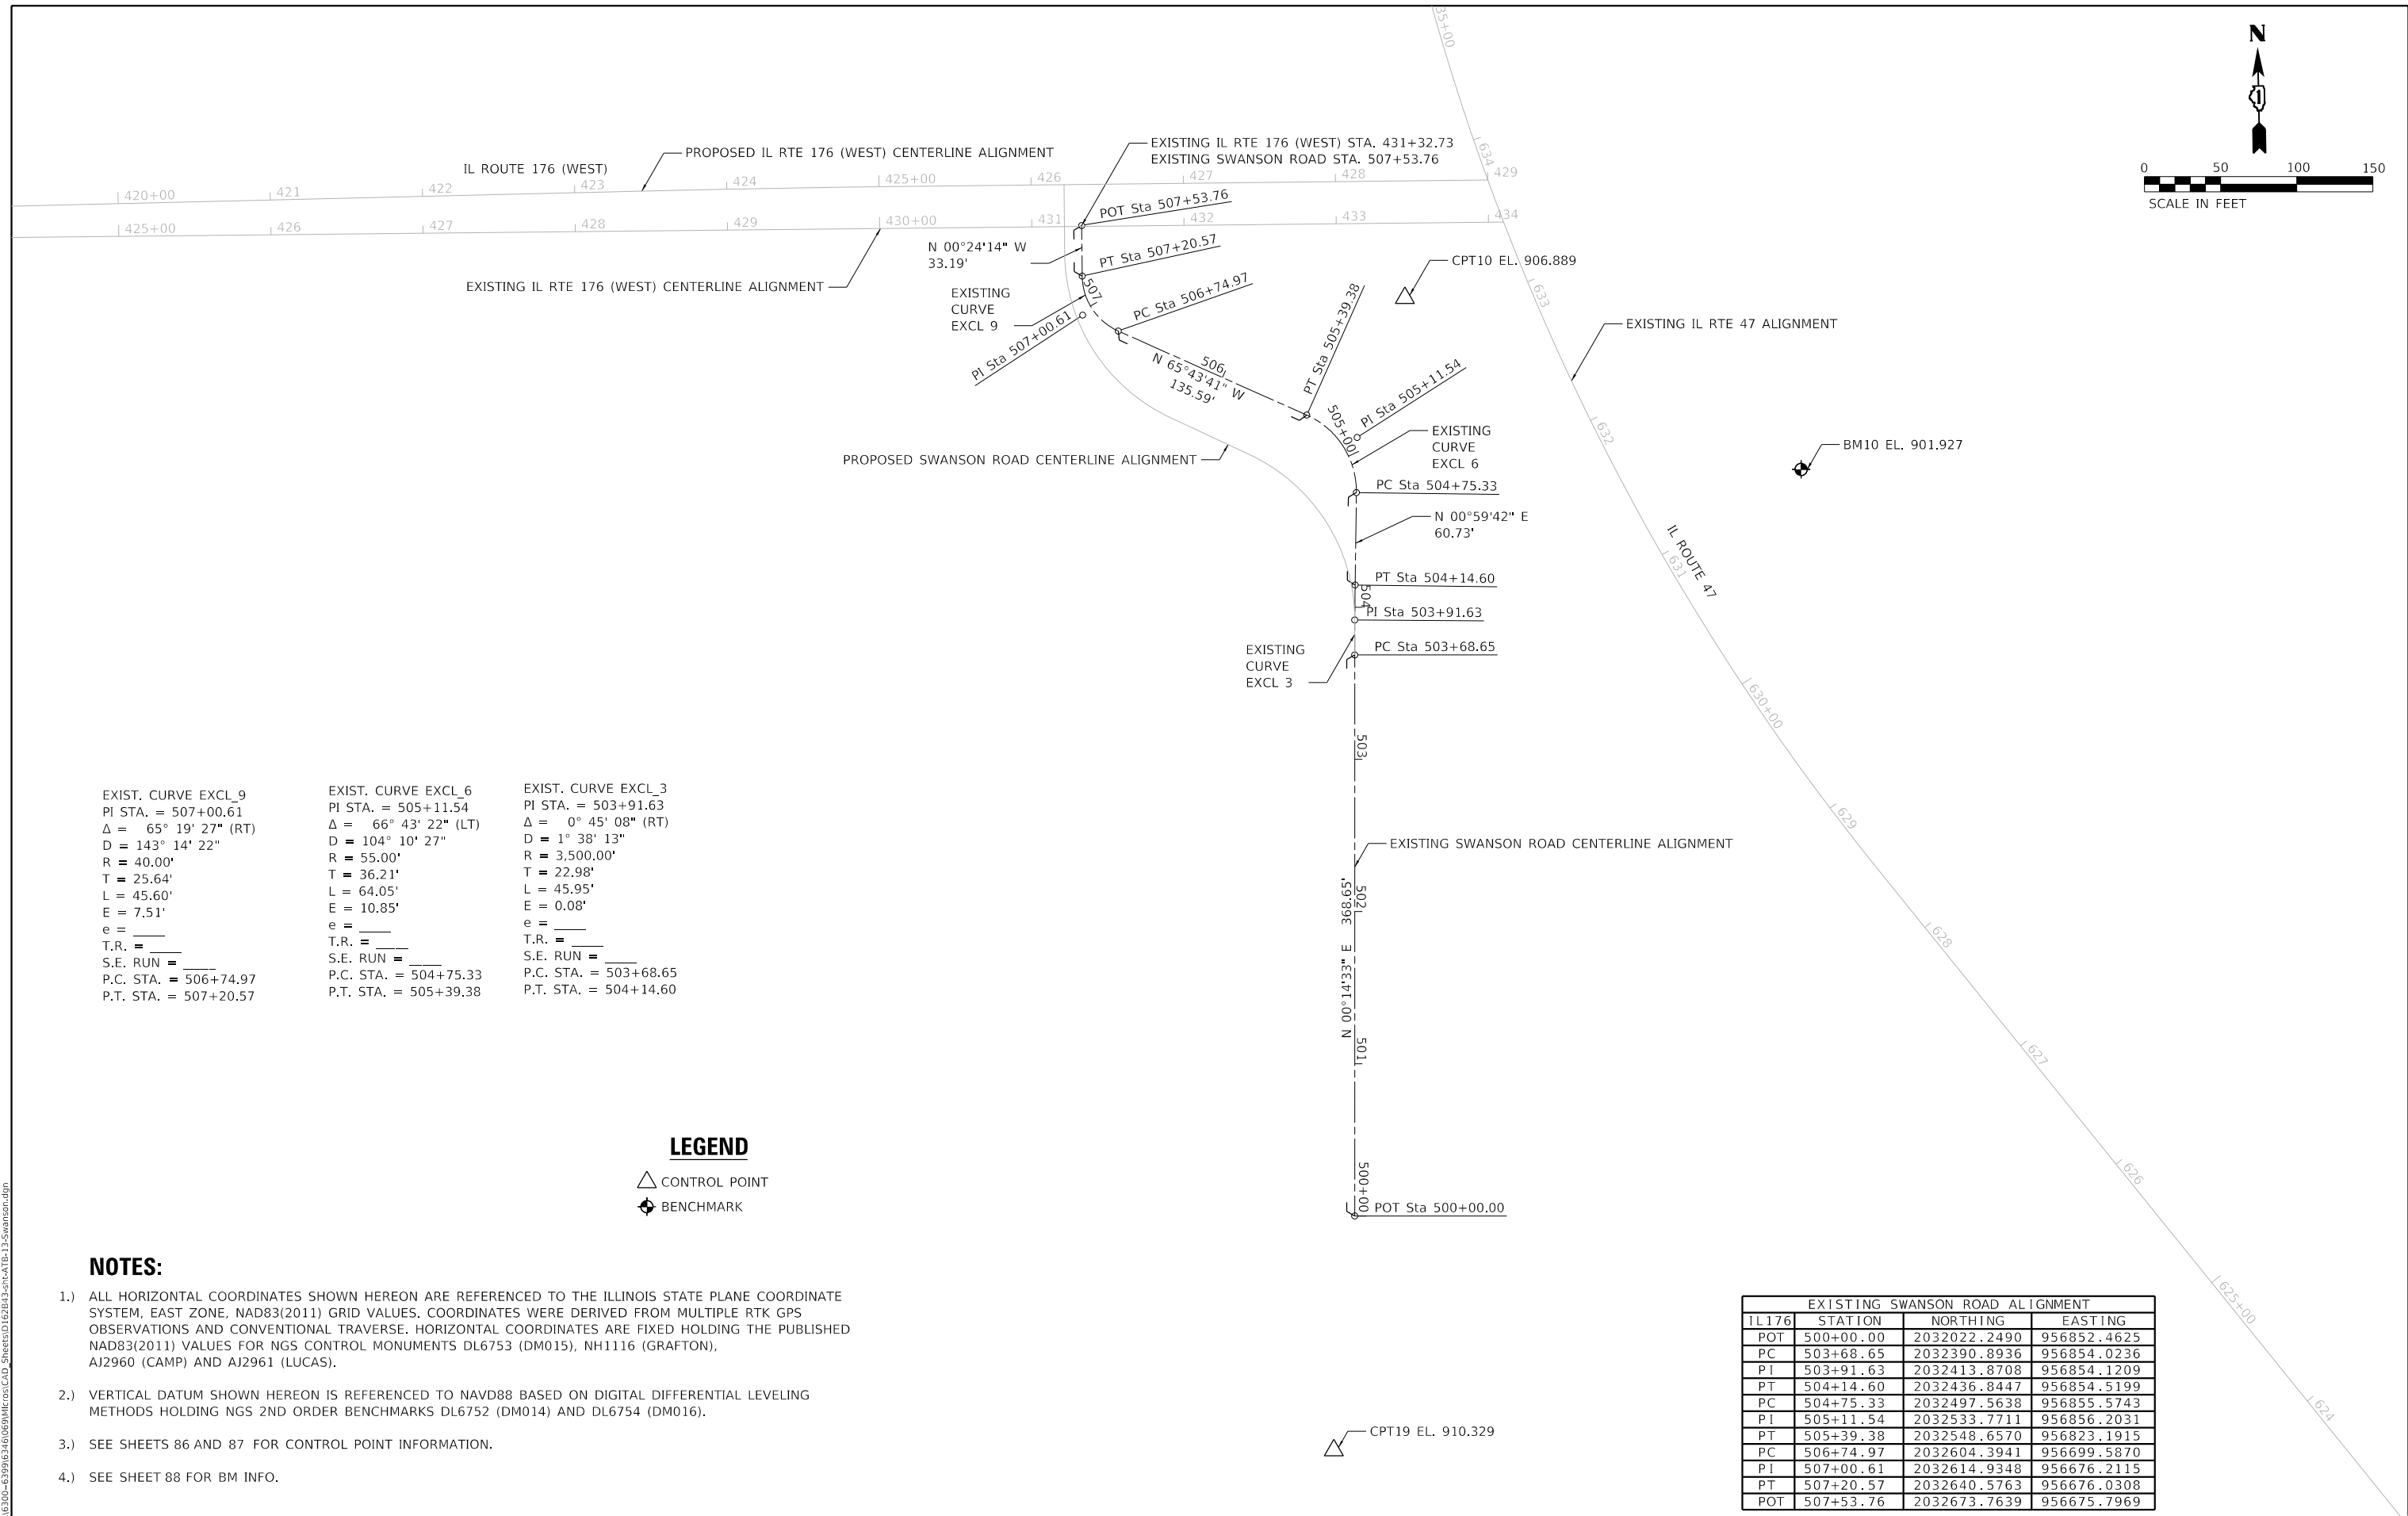 35+00
N
1
0 50 100 150
SCALE IN FEET
IL ROUTE 176 (WEST)
PROPOSED IL RTE 176 (WEST) CENTERLINE ALIGNMENT
EXISTING IL RTE 176 (WEST) STA. 431+32.73
EXISTING SWANSON ROAD STA. 507+53.76
634
420+00 421 422 423 424 425+00 426 427 428 429
425+00 426 427 428 429 430+00 431 432 433 434
POT Sta 507+53.76
N 00°24'14" W
33.19'
PT Sta 507+20.57
EXISTING IL RTE 176 (WEST) CENTERLINE ALIGNMENT
EXISTING
CURVE
EXCL 9
507
PC Sta 506+74.97
PI Sta 507+00.61
CPT10 EL. 906.889
633
EXISTING IL RTE 47 ALIGNMENT
PT Sta 505+39.38
506
N 65°43'41" W
135.59'
PI Sta 505+11.54
505+00
EXISTING
CURVE
EXCL 6
632
BM10 EL. 901.927
PROPOSED SWANSON ROAD CENTERLINE ALIGNMENT
PC Sta 504+75.33
N 00°59'42" E
60.73'
IL ROUTE 47
631
PT Sta 504+14.60
504
PI Sta 503+91.63
PC Sta 503+68.65
EXISTING
CURVE
EXCL 3
630+00
503
629
EXISTING SWANSON ROAD CENTERLINE ALIGNMENT
502
N 00°14'33" E 368.65'
628
501
627
626
500+00
POT Sta 500+00.00
625+00
624
EXIST. CURVE EXCL_9
PI STA. = 507+00.61
Δ = 65° 19' 27" (RT)
D = 143° 14' 22"
R = 40.00'
T = 25.64'
L = 45.60'
E = 7.51'
e = ____
T.R. = ____
S.E. RUN = ____
P.C. STA. = 506+74.97
P.T. STA. = 507+20.57
EXIST. CURVE EXCL_6
PI STA. = 505+11.54
Δ = 66° 43' 22" (LT)
D = 104° 10' 27"
R = 55.00'
T = 36.21'
L = 64.05'
E = 10.85'
e = ____
T.R. = ____
S.E. RUN = ____
P.C. STA. = 504+75.33
P.T. STA. = 505+39.38
EXIST. CURVE EXCL_3
PI STA. = 503+91.63
Δ = 0° 45' 08" (RT)
D = 1° 38' 13"
R = 3,500.00'
T = 22.98'
L = 45.95'
E = 0.08'
e = ____
T.R. = ____
S.E. RUN = ____
P.C. STA. = 503+68.65
P.T. STA. = 504+14.60
LEGEND
CONTROL POINT
BENCHMARK
NOTES:
1.) ALL HORIZONTAL COORDINATES SHOWN HEREON ARE REFERENCED TO THE ILLINOIS STATE PLANE COORDINATE
SYSTEM, EAST ZONE, NAD83(2011) GRID VALUES. COORDINATES WERE DERIVED FROM MULTIPLE RTK GPS
OBSERVATIONS AND CONVENTIONAL TRAVERSE. HORIZONTAL COORDINATES ARE FIXED HOLDING THE PUBLISHED
NAD83(2011) VALUES FOR NGS CONTROL MONUMENTS DL6753 (DM015), NH1116 (GRAFTON),
AJ2960 (CAMP) AND AJ2961 (LUCAS).
2.) VERTICAL DATUM SHOWN HEREON IS REFERENCED TO NAVD88 BASED ON DIGITAL DIFFERENTIAL LEVELING
METHODS HOLDING NGS 2ND ORDER BENCHMARKS DL6752 (DM014) AND DL6754 (DM016).
3.) SEE SHEETS 86 AND 87 FOR CONTROL POINT INFORMATION.
4.) SEE SHEET 88 FOR BM INFO.
CPT19 EL. 910.329
EXISTING SWANSON ROAD ALIGNMENT
IL176 STATION NORTHING EASTING
POT 500+00.00 2032022.2490 956852.4625
PC 503+68.65 2032390.8936 956854.0236
PI 503+91.63 2032413.8708 956854.1209
PT 504+14.60 2032436.8447 956854.5199
PC 504+75.33 2032497.5638 956855.5743
PI 505+11.54 2032533.7711 956856.2031
PT 505+39.38 2032548.6570 956823.1915
PC 506+74.97 2032604.3941 956699.5870
PI 507+00.61 2032614.9348 956676.2115
PT 507+20.57 2032640.5763 956676.0308
POT 507+53.76 2032673.7639 956675.7969